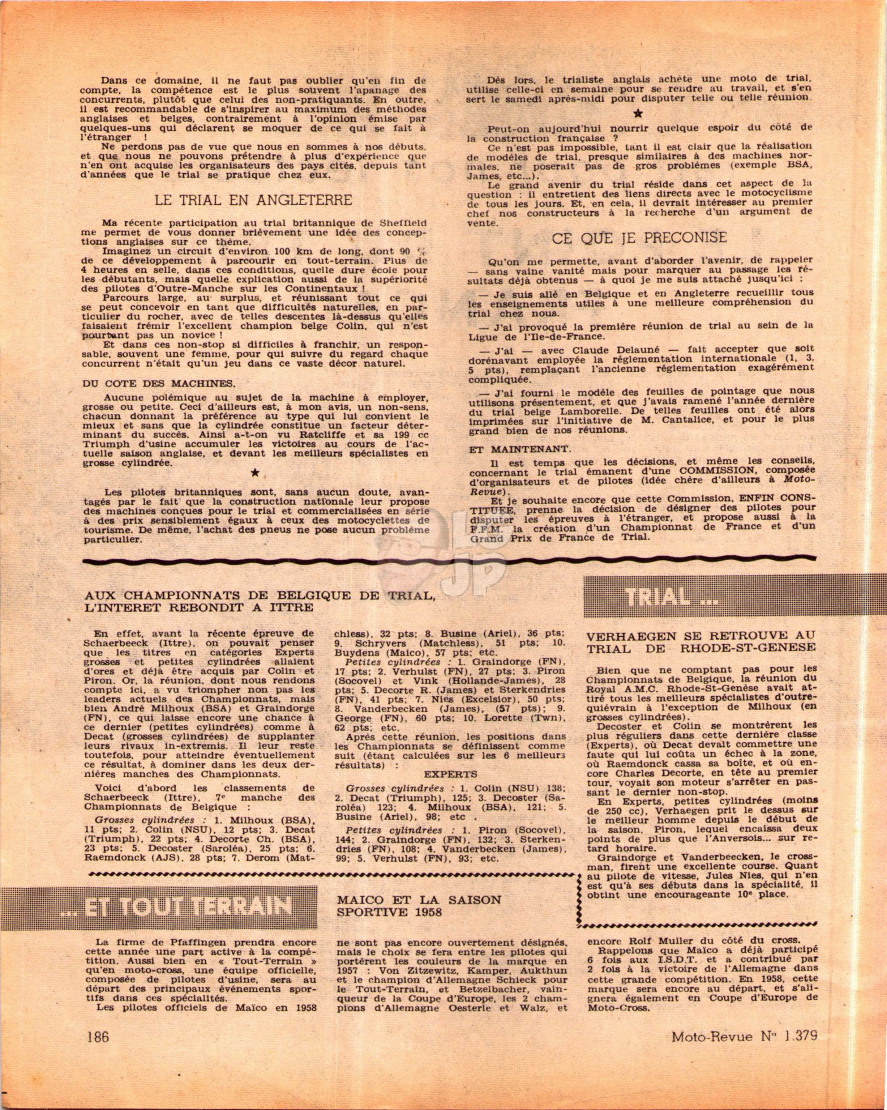 Dans ce domaine, il ne faut pas oublier qu'en fin de
compte, la compétence est le plus souvent l'apanage des
concurrents, plutôt que celui des non-pratiquants. En outre,
il est recommandable de s'inspirer au maximum des méthodes
anglaises et belges, contrairement à l'opinion émise par
quelques-uns qui déclarent se moquer de ce qui se fait à
l'étranger !
Ne perdons pas de vue que nous en sommes à nos débuts,
et que nous ne pouvons prétendre à plus d'expérience que
n'en ont acquise les organisateurs des pays cités, depuis tant
d'années que le trial se pratique chez eux.
LE TRIAL EN ANGLETERRE
Ma récente participation au trial britannique de Sheffield
me permet de vous donner brièvement une idée des concep-
tions anglaises sur ce thème.
Imaginez un circuit d'environ 100 km de long, dont 90 %
de ce développement à parcourir en tout-terrain. Plus de
4 heures en selle, dans ces conditions, quelle dure école pour
les débutants, mais quelle explication aussi de la supériorité
des pilotes d'Outre-Manche sur les Continentaux !
Parcours large, au surplus, et réunissant tout ce qui
se peut concevoir en tant que difficultés naturelles, en par-
ticulier du rocher, avec de telles descentes là-dessus qu'elles
faisaient frémir l'excellent champion belge Colin, qui n'est
pourtant pas un novice !
Et dans ces non-stop si difficiles à franchir, un respon-
sable, souvent une femme, pour qui suivre du regard chaque
concurrent n'était qu'un jeu dans ce vaste décor naturel.
DU COTE DES MACHINES.
Aucune polémique au sujet de la machine à employer,
grosse ou petite. Ceci d'ailleurs est, à mon avis, un non-sens,
chacun donnant la préférence au type qui lui convient le
mieux et sans que la cylindrée constitue un facteur déter-
minant du succès. Ainsi a-t-on vu Ratcliffe et sa 199 cc
Triumph d'usine accumuler les victoires au cours de l'ac-
tuelle saison anglaise, et devant les meilleurs spécialistes en
grosse cylindrée.
★
Les pilotes britanniques sont, sans aucun doute, avan-
tagés par le fait que la construction nationale leur propose
des machines conçues pour le trial et commercialisées en série
à des prix sensiblement égaux à ceux des motocyclettes de
tourisme. De même, l'achat des pneus ne pose aucun problème
particulier.
Dès lors, le trialiste anglais achète une moto de trial,
utilise celle-ci en semaine pour se rendre au travail, et s'en
sert le samedi après-midi pour disputer telle ou telle réunion.
★
Peut-on aujourd'hui nourrir quelque espoir du côté de
la construction française ?
Ce n'est pas impossible, tant il est clair que la réalisation
de modèles de trial, presque similaires à des machines nor-
males, ne poserait pas de gros problèmes (exemple BSA,
James, etc...).
Le grand avenir du trial réside dans cet aspect de la
question : il entretient des liens directs avec le motocyclisme
de tous les jours. Et, en cela, il devrait intéresser au premier
chef nos constructeurs à la recherche d'un argument de
vente.
CE QUE JE PRECONISE
Qu'on me permette, avant d'aborder l'avenir, de rappeler
— sans vaine vanité mais pour marquer au passage les ré-
sultats déjà obtenus — à quoi je me suis attaché jusqu'ici :
— Je suis allé en Belgique et en Angleterre recueillir tous
les enseignements utiles à une meilleure compréhension du
trial chez nous.
— J'ai provoqué la première réunion de trial au sein de la
Ligue de l'Ile-de-France.
— J'ai — avec Claude Delauné — fait accepter que soit
dorénavant employée la réglementation internationale (1, 3,
5 pts), remplaçant l'ancienne réglementation exagérément
compliquée.
— J'ai fourni le modèle des feuilles de pointage que nous
utilisons présentement, et que j'avais ramené l'année dernière
du trial belge Lamborelle. De telles feuilles ont été alors
imprimées sur l'initiative de M. Cantalice, et pour le plus
grand bien de nos réunions.
ET MAINTENANT.
Il est temps que les décisions, et même les conseils,
concernant le trial émanent d'une COMMISSION, composée
d'organisateurs et de pilotes (idée chère d'ailleurs à Moto-
Revue).
Et je souhaite encore que cette Commission, ENFIN CONS-
TITUEE, prenne la décision de désigner des pilotes pour
disputer les épreuves à l'étranger, et propose aussi à la
F.F.M. la création d'un Championnat de France et d'un
Grand Prix de France de Trial.
AUX CHAMPIONNATS DE BELGIQUE DE TRIAL,
L'INTERET REBONDIT A ITTRE
En effet, avant la récente épreuve de
Schaerbeeck (Ittre), on pouvait penser
que les titres en catégories Experts
grosses et petites cylindrées allaient
d'ores et déjà être acquis par Colin et
Piron. Or, la réunion, dont nous rendons
compte ici, a vu triompher non pas les
leaders actuels des Championnats, mais
bien André Milhoux (BSA) et Graindorge
(FN), ce qui laisse encore une chance à
ce dernier (petites cylindrées) comme à
Decat (grosses cylindrées) de supplanter
leurs rivaux in-extremis. Il leur reste
toutefois, pour atteindre éventuellement
ce résultat, à dominer dans les deux der-
nières manches des Championnats.
Voici d'abord les classements de
Schaerbeeck (Ittre), 7e manche des
Championnats de Belgique :
Grosses cylindrées : 1. Milhoux (BSA),
11 pts; 2. Colin (NSU), 12 pts; 3. Decat
(Triumph), 22 pts; 4. Decorte Ch. (BSA),
23 pts; 5. Decoster (Saroléa), 25 pts; 6.
Raemdonck (AJS), 28 pts; 7. Derom (Mat-
chless), 32 pts; 8. Busine (Ariel), 36 pts;
9. Schryvers (Matchless), 51 pts; 10.
Buydens (Maico), 57 pts; etc.
Petites cylindrées : 1. Graindorge (FN),
17 pts; 2. Verhulst (FN), 27 pts; 3. Piron
(Socovel) et Vink (Hollande-James), 28
pts; 5. Decorte R. (James) et Sterkendries
(FN), 41 pts; 7. Niès (Excelsior), 50 pts;
8. Vanderbecken (James), (57 pts); 9.
George (FN), 60 pts; 10. Lorette (Twn),
62 pts; etc.
Après cette réunion, les positions dans
les Championnats se définissent comme
suit (étant calculées sur les 6 meilleurs
résultats) :
EXPERTS
Grosses cylindrées : 1. Colin (NSU) 138;
2. Decat (Triumph), 125; 3. Decoster (Sa-
roléa) 123; 4. Milhoux (BSA), 121; 5.
Busine (Ariel), 98; etc .
Petites cylindrées : 1. Piron (Socovel),
144; 2. Graindorge (FN), 132; 3. Sterken-
dries (FN), 108; 4. Vanderbecken (James),
99; 5. Verhulst (FN), 93; etc.
TRIAL ...
VERHAEGEN SE RETROUVE AU
TRIAL DE RHODE-ST-GENESE
Bien que ne comptant pas pour les
Championnats de Belgique, la réunion du
Royal A.M.C. Rhode-St-Genèse avait at-
tiré tous les meilleurs spécialistes d'outre-
quiévrain à l'exception de Milhoux (en
grosses cylindrées).
Decoster et Colin se montrèrent les
plus réguliers dans cette dernière classe
(Experts), où Decat devait commettre une
faute qui lui coûta un échec à la zone,
où Raemdonck cassa sa boîte, et où en-
core Charles Decorte, en tête au premier
tour, voyait son moteur s'arrêter en pas-
sant le dernier non-stop.
En Experts, petites cylindrées (moins
de 250 cc), Verhaegen prit le dessus sur
le meilleur homme depuis le début de
la saison, Piron, lequel encaissa deux
points de plus que l'Anversois... sur re-
tard horaire.
Graindorge et Vanderbeecken, le cross-
man, firent une excellente course. Quant
au pilote de vitesse, Jules Nies, qui n'en
est qu'à ses débuts dans la spécialité, il
obtint une encourageante 10e place.
... ET TOUT TERRAIN
MAICO ET LA SAISON
SPORTIVE 1958
La firme de Pfaffingen prendra encore
cette année une part active à la compé-
tition. Aussi bien en « Tout-Terrain »
qu'en moto-cross, une équipe officielle,
composée de pilotes d'usine, sera au
départ des principaux événements spor-
tifs dans ces spécialités.
Les pilotes officiels de Maïco en 1958
ne sont pas encore ouvertement désignés,
mais le choix se fera entre les pilotes qui
portèrent les couleurs de la marque en
1957 : Von Zitzewitz, Kamper, Aukthun
et le champion d'Allemagne Schieck pour
le Tout-Terrain, et Betzelbacher, vain-
queur de la Coupe d'Europe, les 2 cham-
pions d'Allemagne Oesterle et Walz, et
encore Rolf Muller du côté du cross.
Rappelons que Maïco a déjà participé
6 fois aux I.S.D.T. et a contribué par
2 fois à la victoire de l'Allemagne dans
cette grande compétition. En 1958, cette
marque sera encore au départ, et s'ali-
gnera également en Coupe d'Europe de
Moto-Cross.
186
Moto-Revue N° 1.379